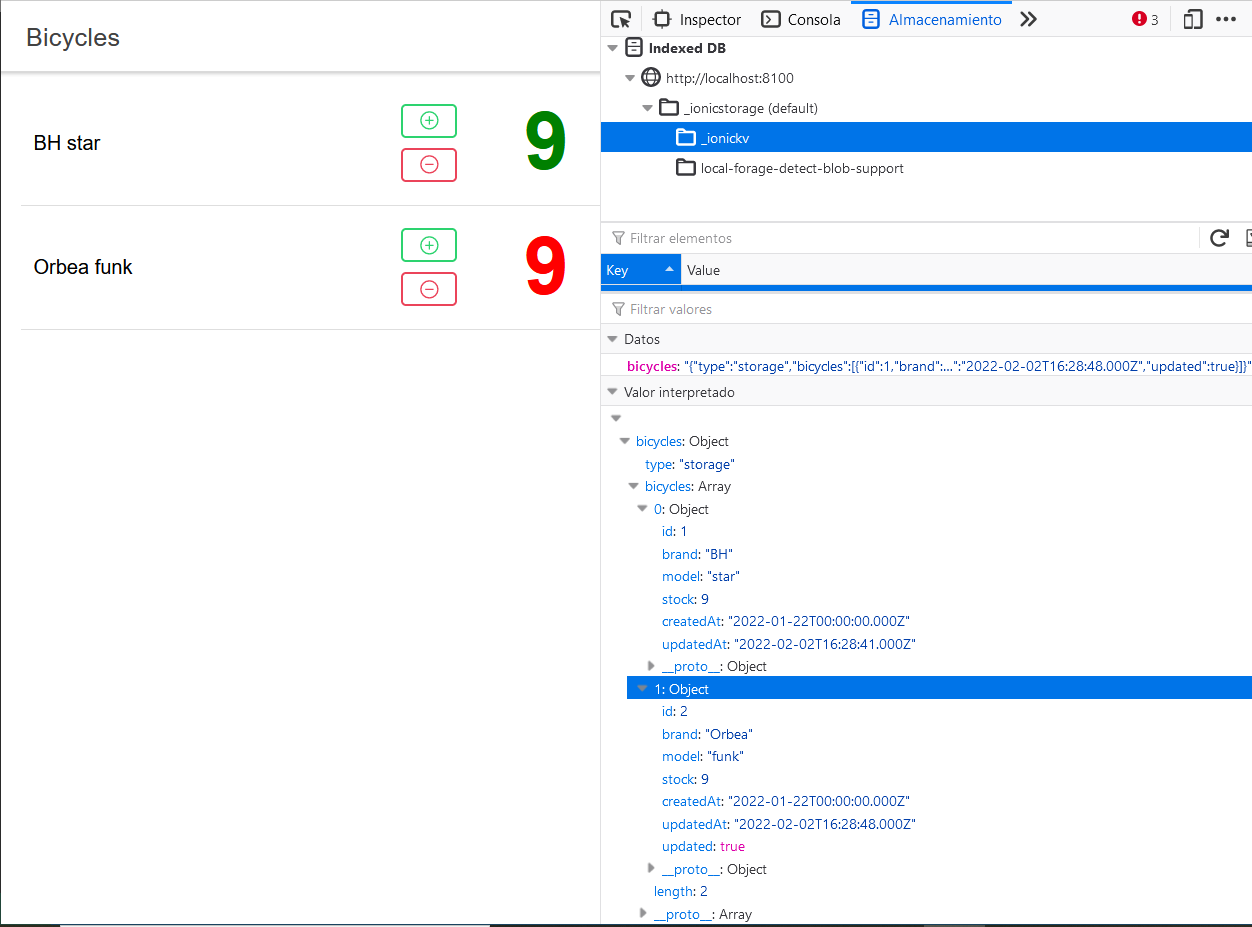 Bicycles
BH star
9
Orbea funk
9
Inspector Consola Almacenamiento 3
Indexed DB
http://localhost:8100
_ionicstorage (default)
_ionickv
local-forage-detect-blob-support
Filtrar elementos
Key Value
Filtrar valores
Datos
bicycles: "{"type":"storage","bicycles":[{"id":1,"brand":…":"2022-02-02T16:28:48.000Z","updated":true}]}"
Valor interpretado
bicycles: Object
type: "storage"
bicycles: Array
0: Object
id: 1
brand: "BH"
model: "star"
stock: 9
createdAt: "2022-01-22T00:00:00.000Z"
updatedAt: "2022-02-02T16:28:41.000Z"
__proto__: Object
1: Object
id: 2
brand: "Orbea"
model: "funk"
stock: 9
createdAt: "2022-01-22T00:00:00.000Z"
updatedAt: "2022-02-02T16:28:48.000Z"
updated: true
__proto__: Object
length: 2
__proto__: Array